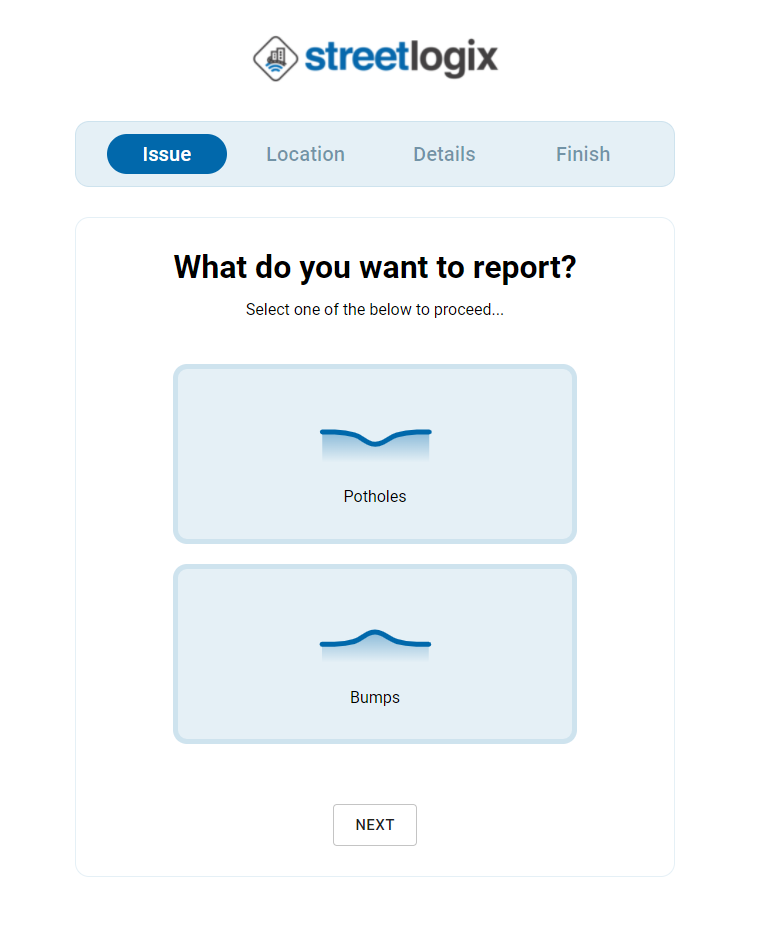 streetlogix
Issue Location Details Finish
What do you want to report?
Select one of the below to proceed...
Potholes
Bumps
NEXT